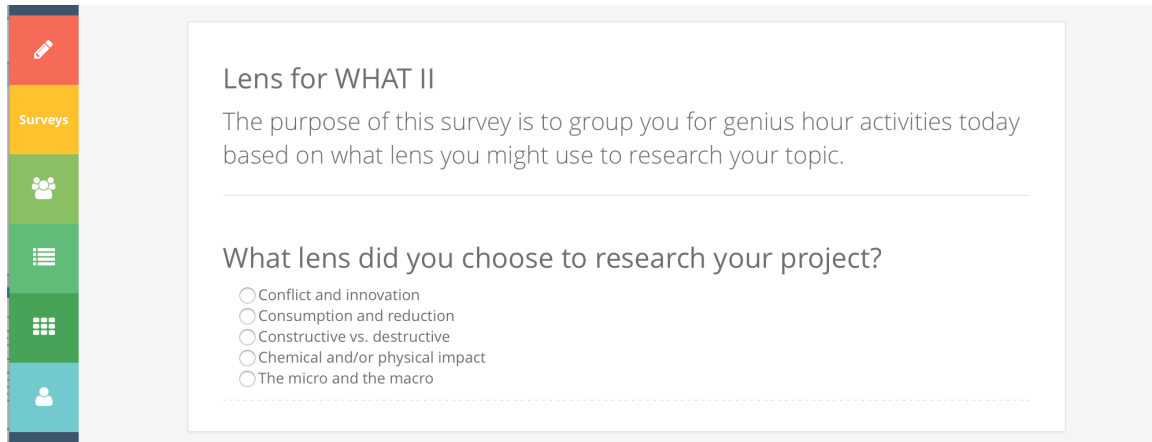 Surveys
Lens for WHAT II
The purpose of this survey is to group you for genius hour activities today
based on what lens you might use to research your topic.
What lens did you choose to research your project?
Conflict and innovation
Consumption and reduction
Constructive vs. destructive
Chemical and/or physical impact
The micro and the macro